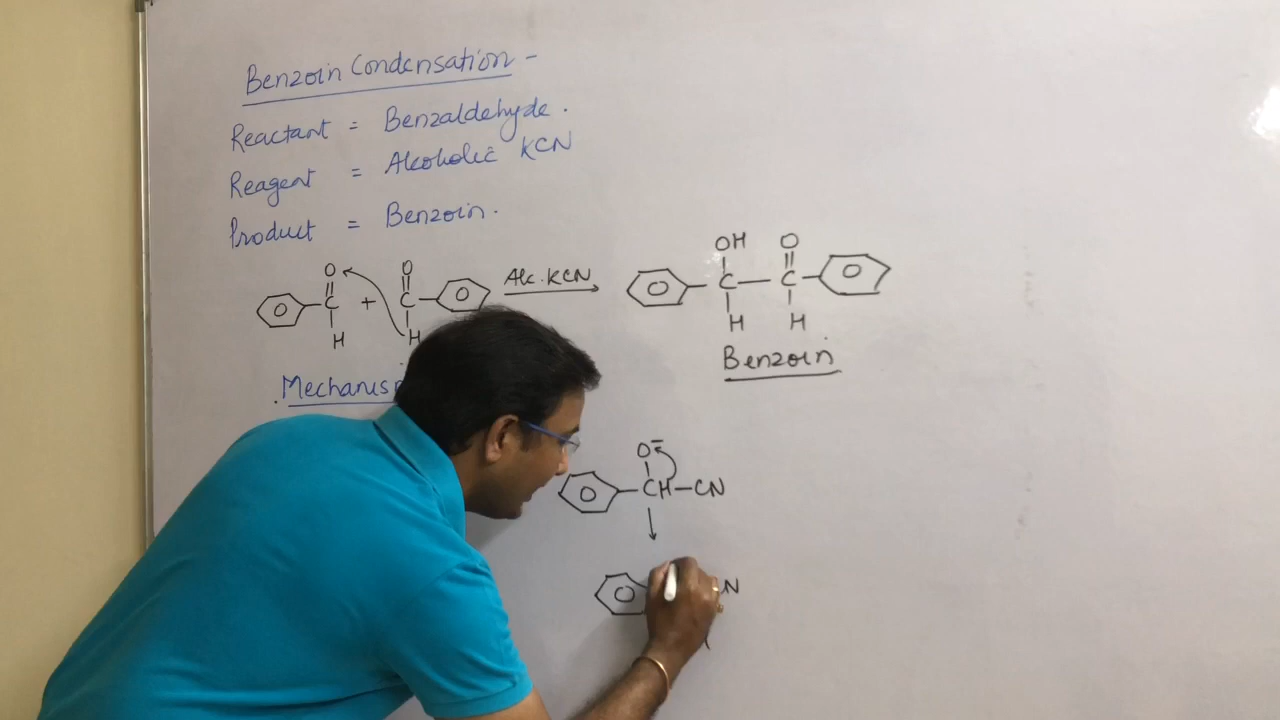 Benzoin Condensation -
Reactant = Benzaldehyde.
Reagent = Alcoholic KCN
Product = Benzoin.
O O Alc. KCN OH O
C + C C C
H H H H
Benzoin
Mechanis
O-
CH-CN
N